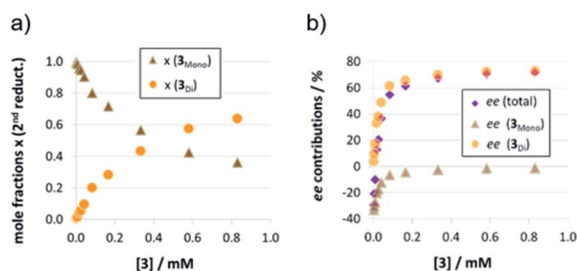 a)
mole fractions x (2nd reduct.)
1.0
0.8
0.6
0.4
0.2
0.0
x (3Mono)
x (3Di)
0.0 0.2 0.4 0.6 0.8 1.0
[3] / mM
b)
ee contributions / %
80
60
40
20
0
-20
-40
ee (total)
ee (3Mono)
ee (3Di)
0.0 0.2 0.4 0.6 0.8 1.0
[3] / mM